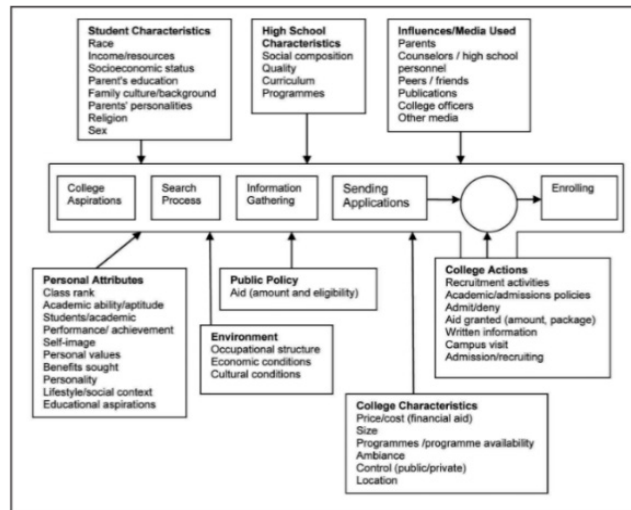 Student Characteristics
Race
Income/resources
Socioeconomic status
Parent's education
Family culture/background
Parents' personalities
Religion
Sex
High School
Characteristics
Social composition
Quality
Curriculum
Programmes
Influences/Media Used
Parents
Counselors / high school
personnel
Peers / friends
Publications
College officers
Other media
College
Aspirations
Search
Process
Information
Gathering
Sending
Applications
Enrolling
Personal Attributes
Class rank
Academic ability/aptitude
Students/academic
Performance/ achievement
Self-image
Personal values
Benefits sought
Personality
Lifestyle/social context
Educational aspirations
Public Policy
Aid (amount and eligibility)
Environment
Occupational structure
Economic conditions
Cultural conditions
College Actions
Recruitment activities
Academic/admissions policies
Admit/deny
Aid granted (amount, package)
Written information
Campus visit
Admission/recruiting
College Characteristics
Price/cost (financial aid)
Size
Programmes /programme availability
Ambiance
Control (public/private)
Location